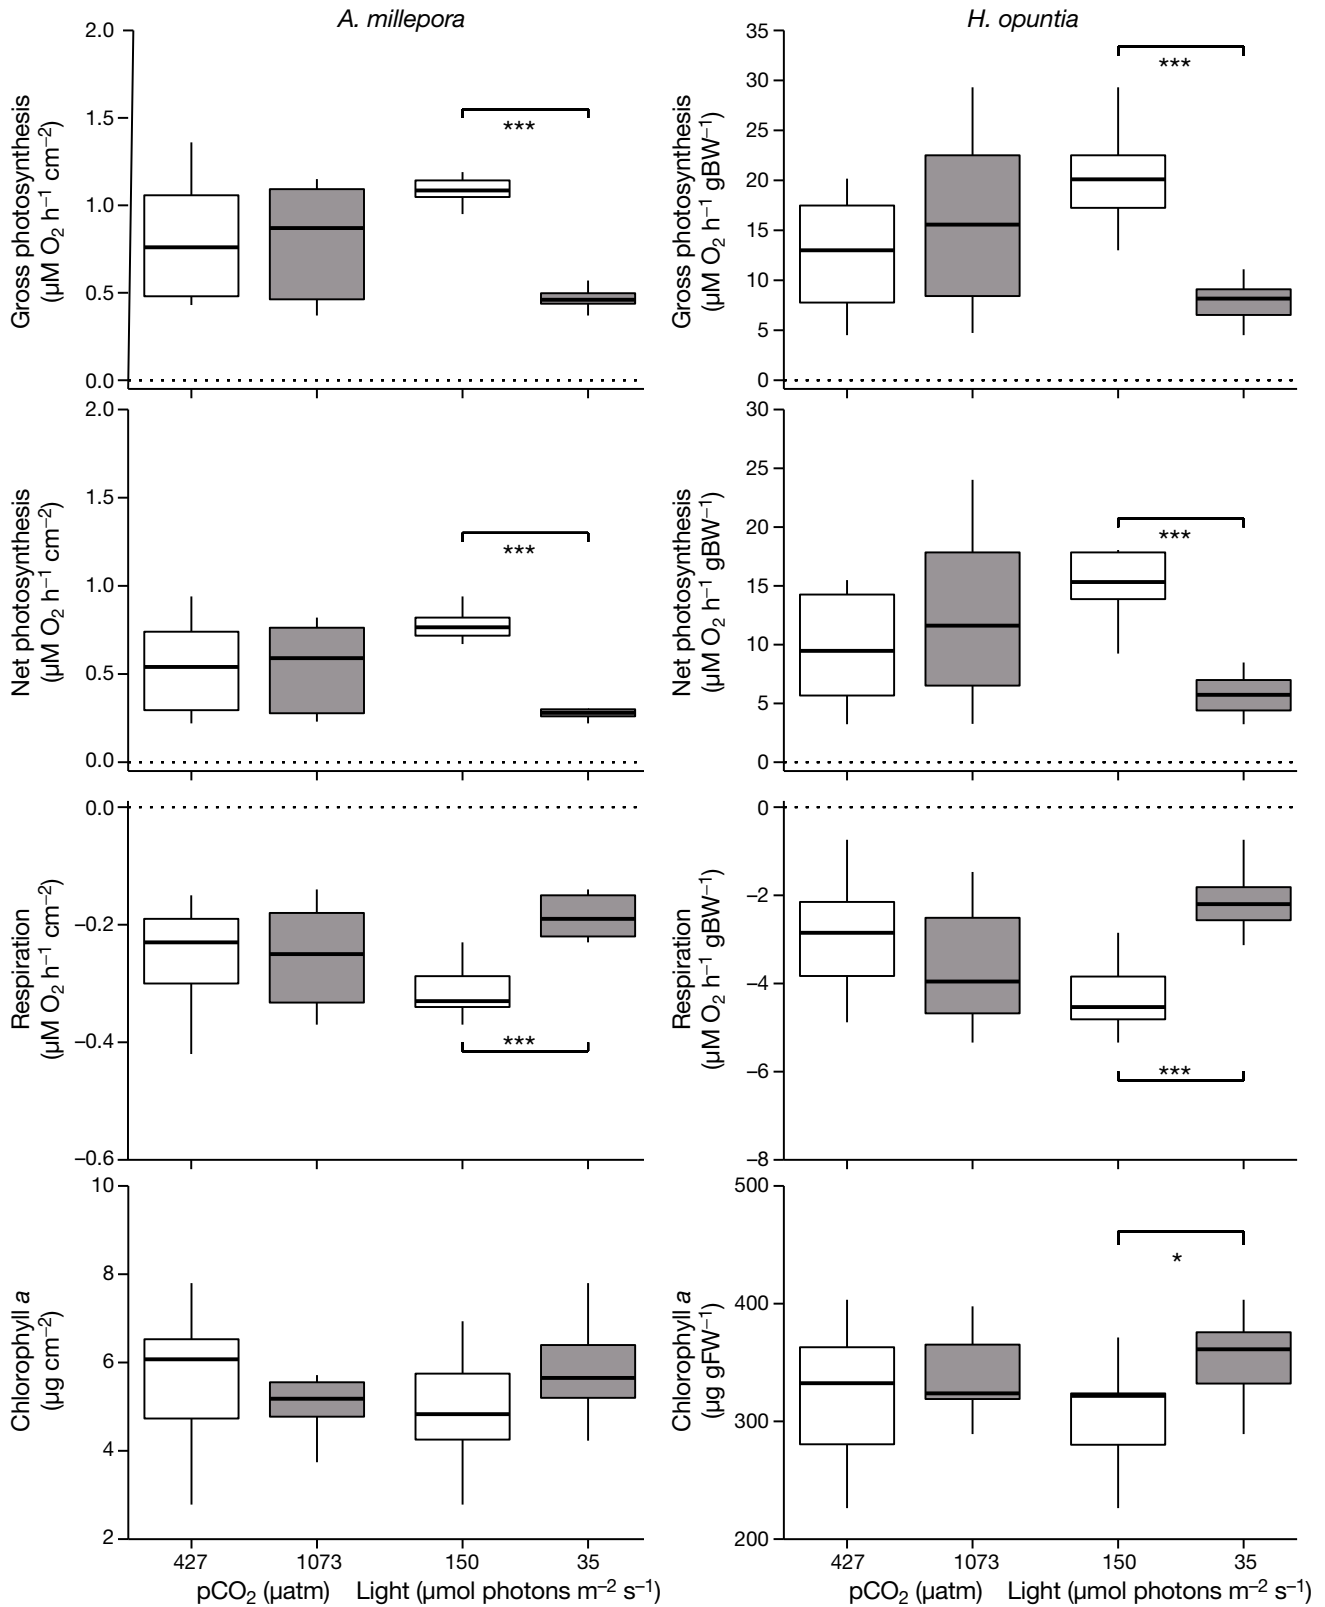 A. millepora
H. opuntia
Gross photosynthesis
(µM O₂ h⁻¹ cm⁻²)
2.0
1.5
1.0
0.5
0.0
***
Gross photosynthesis
(µM O₂ h⁻¹ gBW⁻¹)
35
30
25
20
15
10
5
0
***
Net photosynthesis
(µM O₂ h⁻¹ cm⁻²)
2.0
1.5
1.0
0.5
0.0
***
Net photosynthesis
(µM O₂ h⁻¹ gBW⁻¹)
30
25
20
15
10
5
0
***
Respiration
(µM O₂ h⁻¹ cm⁻²)
0.0
–0.2
–0.4
–0.6
***
Respiration
(µM O₂ h⁻¹ gBW⁻¹)
0
–2
–4
–6
–8
***
Chlorophyll a
(µg cm⁻²)
10
8
6
4
2
Chlorophyll a
(µg gFW⁻¹)
500
400
300
200
*
427 1073 150 35
427 1073 150 35
pCO₂ (µatm) Light (µmol photons m⁻² s⁻¹)
pCO₂ (µatm) Light (µmol photons m⁻² s⁻¹)